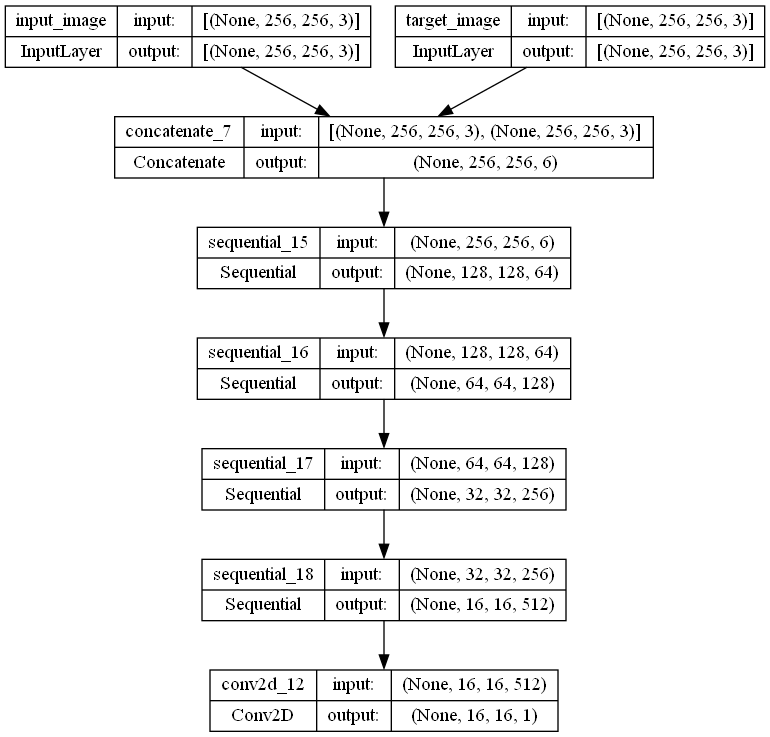 input_image input: [(None, 256, 256, 3)]
InputLayer output: [(None, 256, 256, 3)]
target_image input: [(None, 256, 256, 3)]
InputLayer output: [(None, 256, 256, 3)]
concatenate_7 input: [(None, 256, 256, 3), (None, 256, 256, 3)]
Concatenate output: (None, 256, 256, 6)
sequential_15 input: (None, 256, 256, 6)
Sequential output: (None, 128, 128, 64)
sequential_16 input: (None, 128, 128, 64)
Sequential output: (None, 64, 64, 128)
sequential_17 input: (None, 64, 64, 128)
Sequential output: (None, 32, 32, 256)
sequential_18 input: (None, 32, 32, 256)
Sequential output: (None, 16, 16, 512)
conv2d_12 input: (None, 16, 16, 512)
Conv2D output: (None, 16, 16, 1)